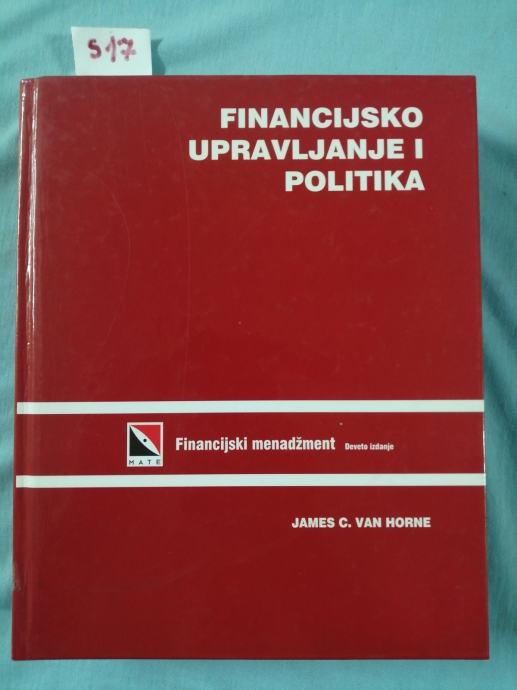 S17
FINANCIJSKO
UPRAVLJANJE I
POLITIKA
MATE
Financijski menadžment Deveto izdanje
JAMES C. VAN HORNE